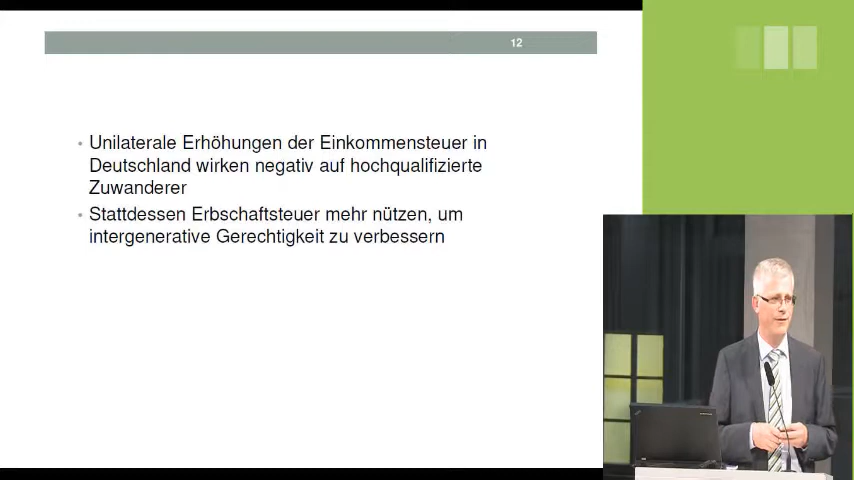 12
Unilaterale Erhöhungen der Einkommensteuer in
Deutschland wirken negativ auf hochqualifizierte
Zuwanderer
Stattdessen Erbschaftsteuer mehr nützen, um
intergenerative Gerechtigkeit zu verbessern